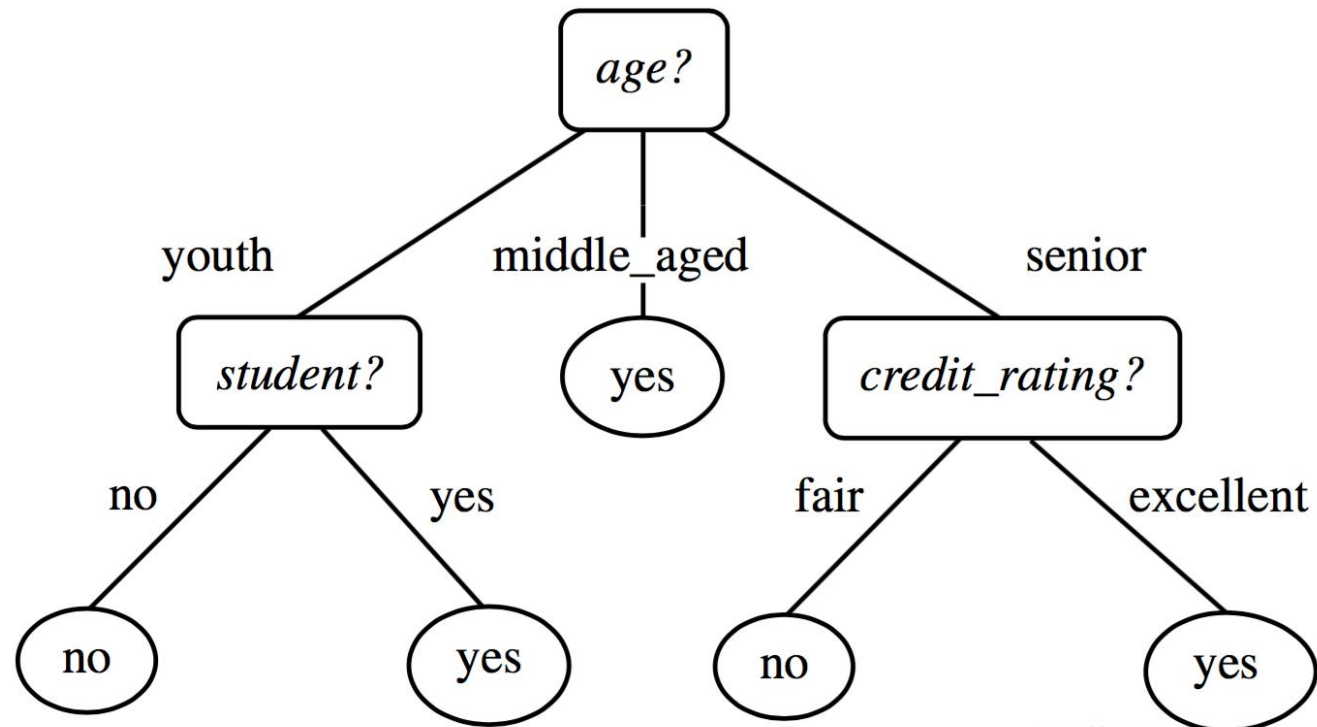 age?
youth
middle_aged
senior
student?
yes
credit_rating?
no
yes
fair
excellent
no
yes
no
yes